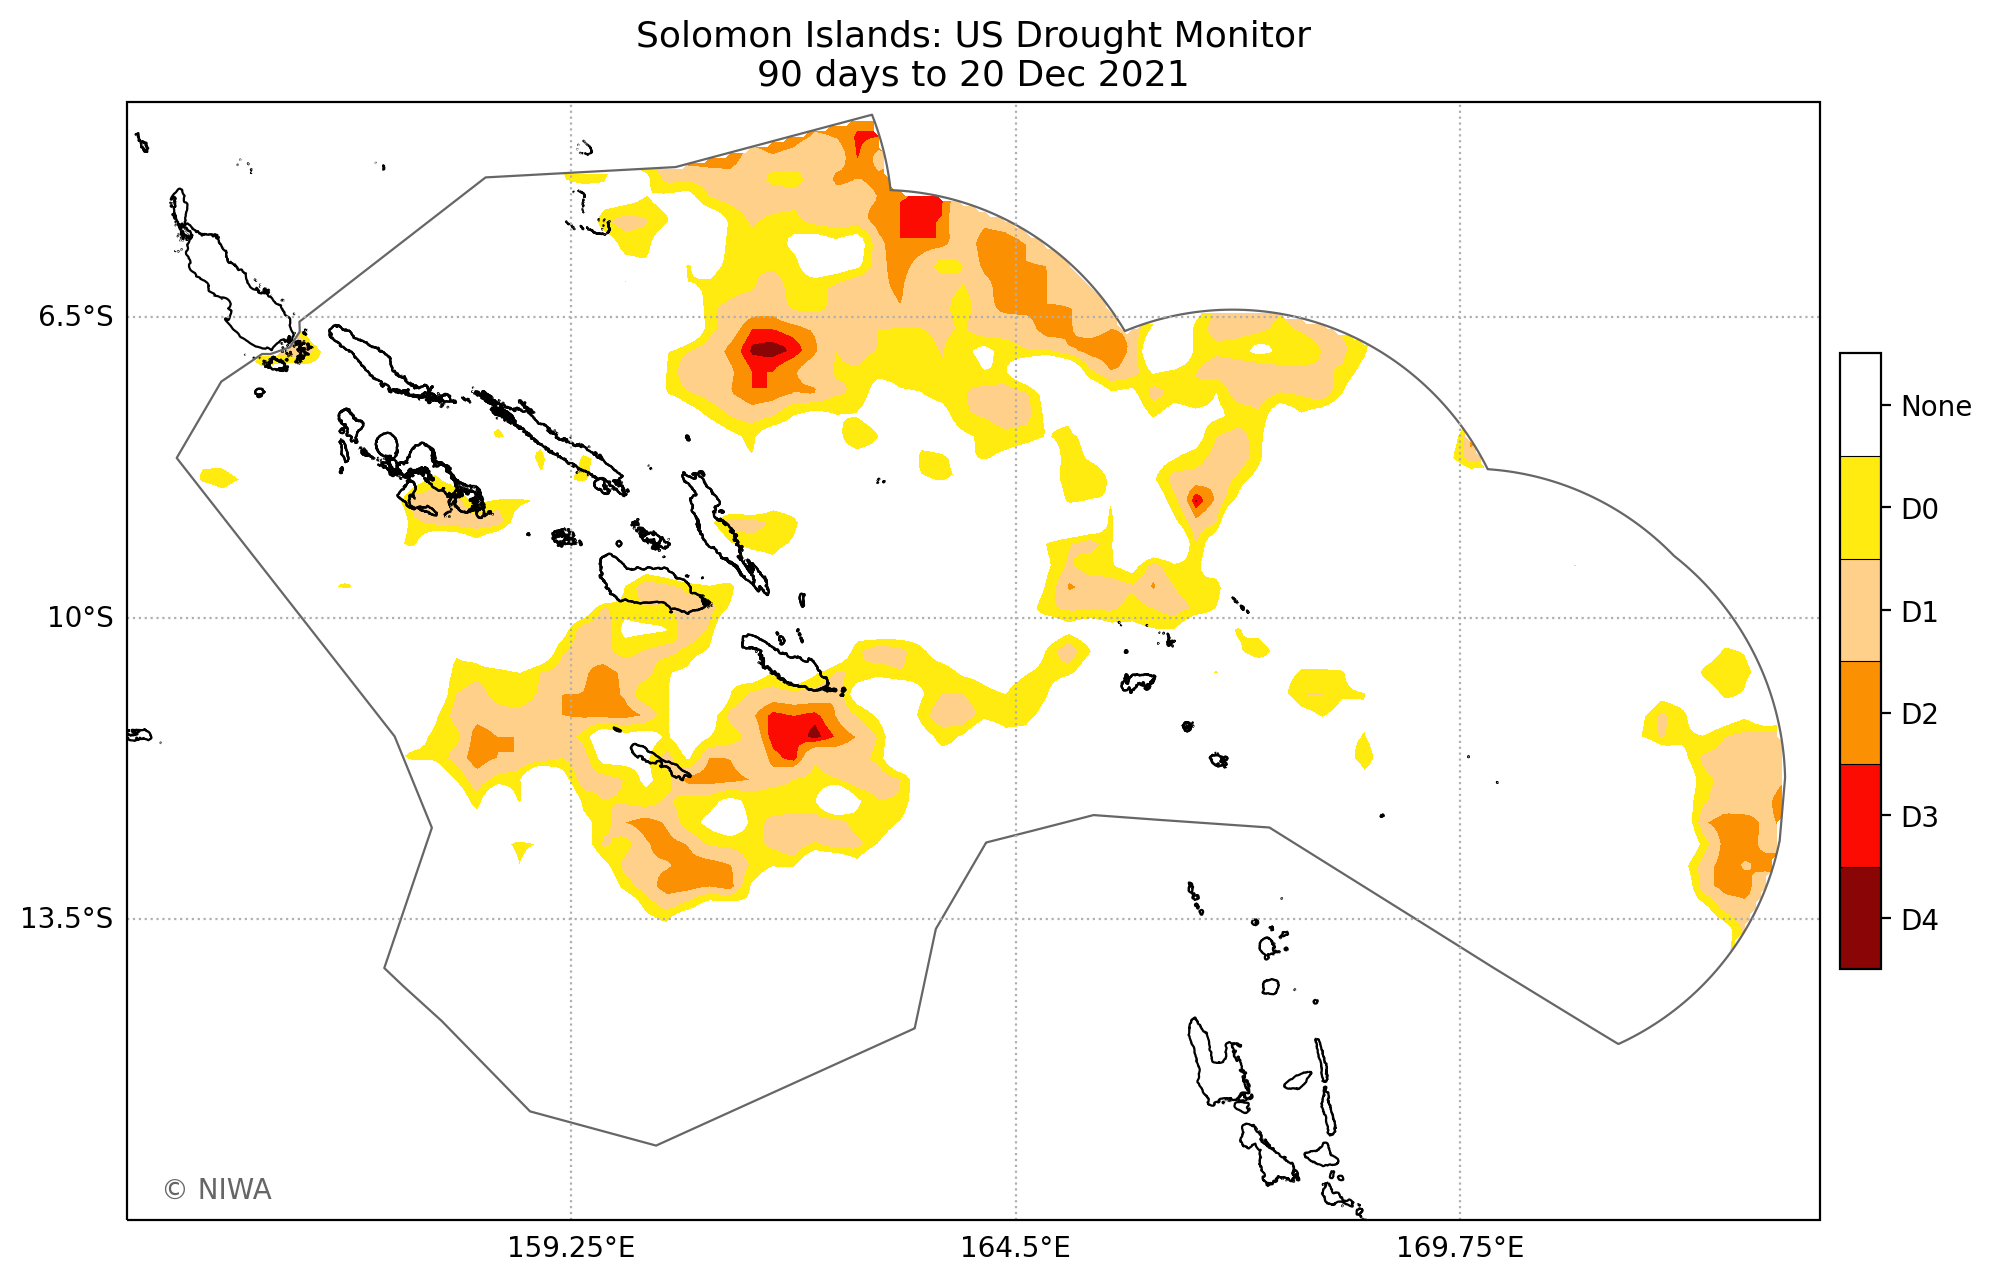 Solomon Islands: US Drought Monitor
90 days to 20 Dec 2021
6.5°S
10°S
13.5°S
159.25°E
164.5°E
169.75°E
None
D0
D1
D2
D3
D4
© NIWA